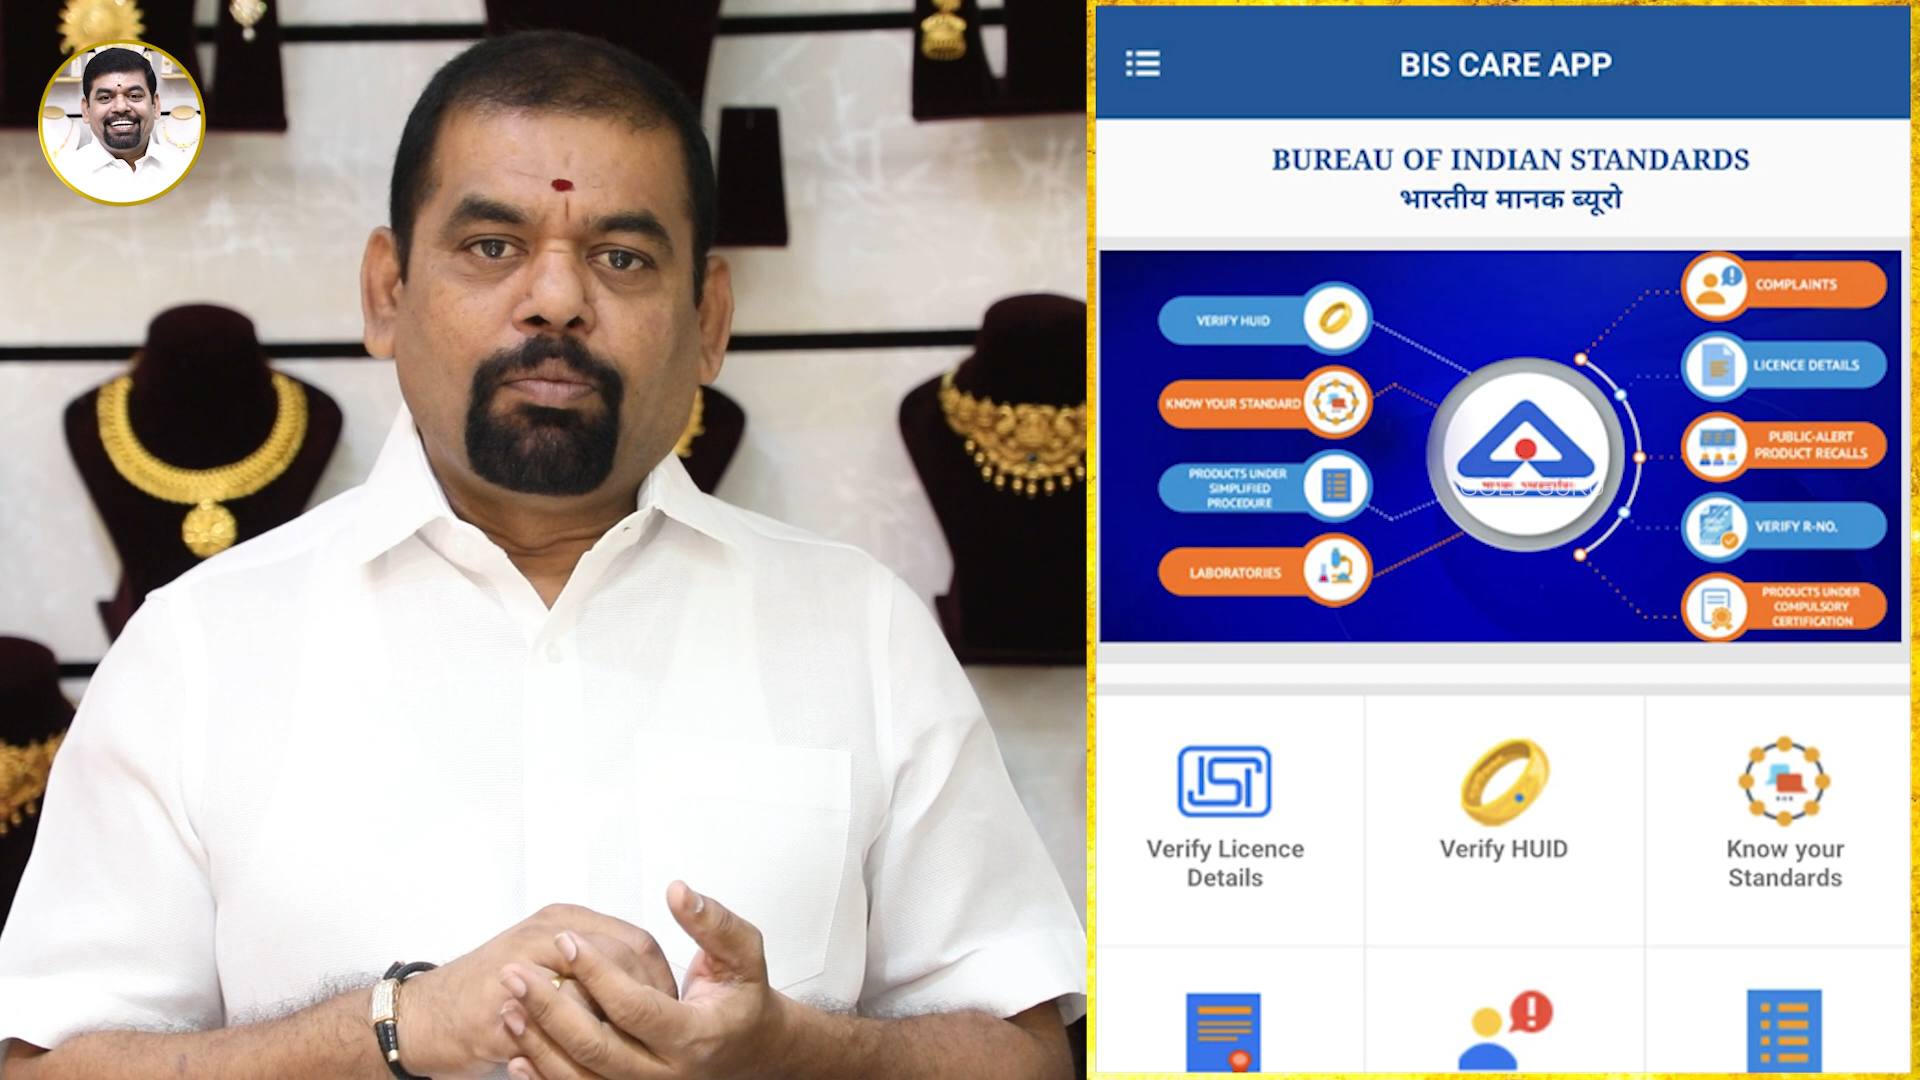 BIS CARE APP
BUREAU OF INDIAN STANDARDS
भारतीय मानक ब्यूरो
VERIFY HUID
KNOW YOUR STANDARD
PRODUCTS UNDER
SIMPLIFIED
PROCEDURE
LABORATORIES
GOLD GURU
COMPLAINTS
LICENCE DETAILS
PUBLIC-ALERT
PRODUCT RECALLS
VERIFY R-NO.
PRODUCTS UNDER
COMPULSORY
CERTIFICATION
Verify Licence
Details
Verify HUID
Know your
Standards